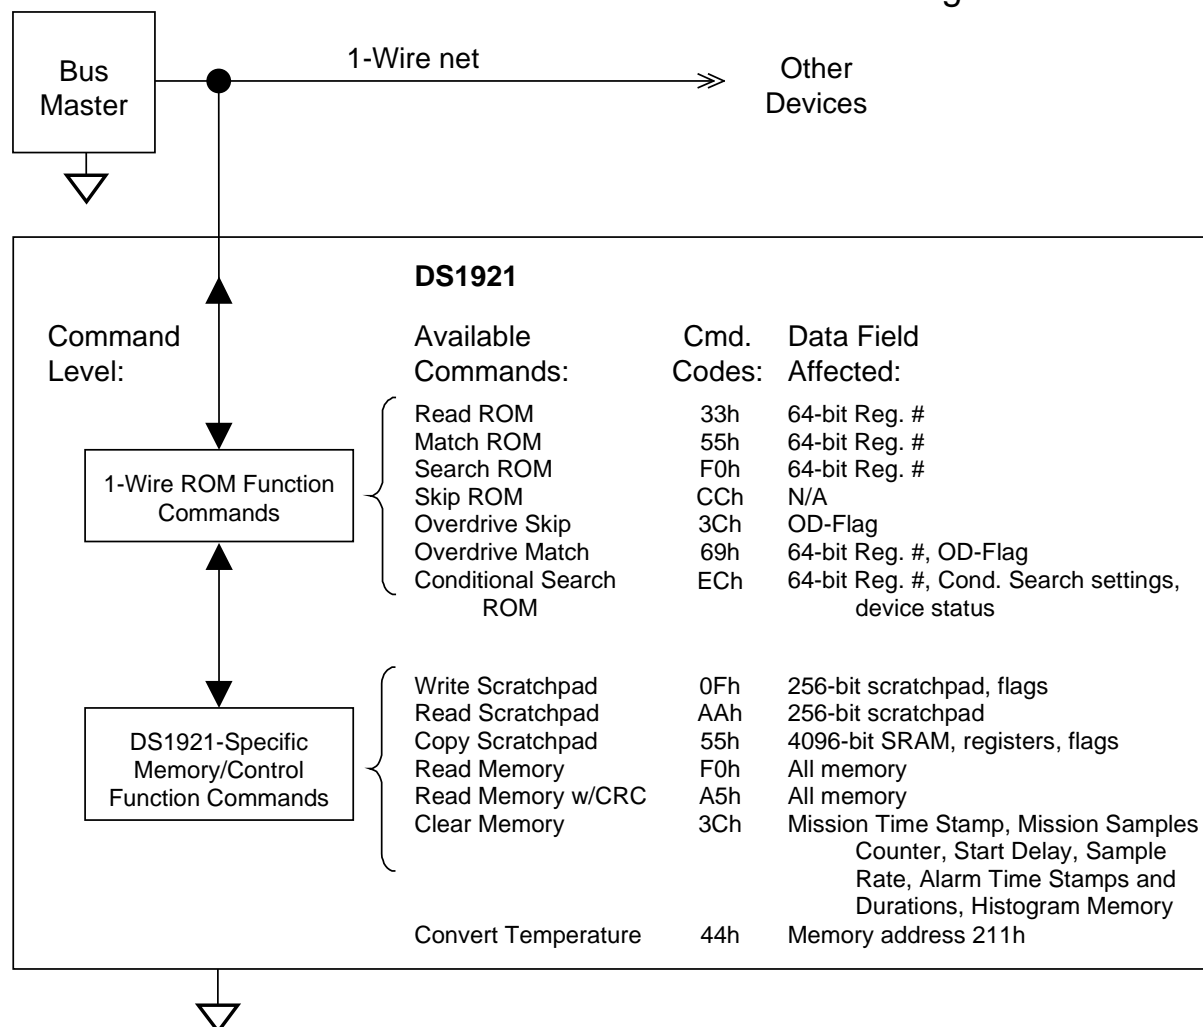 1-Wire net
Bus
Master
Other
Devices
DS1921
Command
Level:
Available
Commands:
Cmd.
Codes:
Data Field
Affected:
1-Wire ROM Function
Commands
Read ROM 33h 64-bit Reg. #
Match ROM 55h 64-bit Reg. #
Search ROM F0h 64-bit Reg. #
Skip ROM CCh N/A
Overdrive Skip 3Ch OD-Flag
Overdrive Match 69h 64-bit Reg. #, OD-Flag
Conditional Search ECh 64-bit Reg. #, Cond. Search settings,
ROM device status
DS1921-Specific
Memory/Control
Function Commands
Write Scratchpad 0Fh 256-bit scratchpad, flags
Read Scratchpad AAh 256-bit scratchpad
Copy Scratchpad 55h 4096-bit SRAM, registers, flags
Read Memory F0h All memory
Read Memory w/CRC A5h All memory
Clear Memory 3Ch Mission Time Stamp, Mission Samples
Counter, Start Delay, Sample
Rate, Alarm Time Stamps and
Durations, Histogram Memory
Convert Temperature 44h Memory address 211h